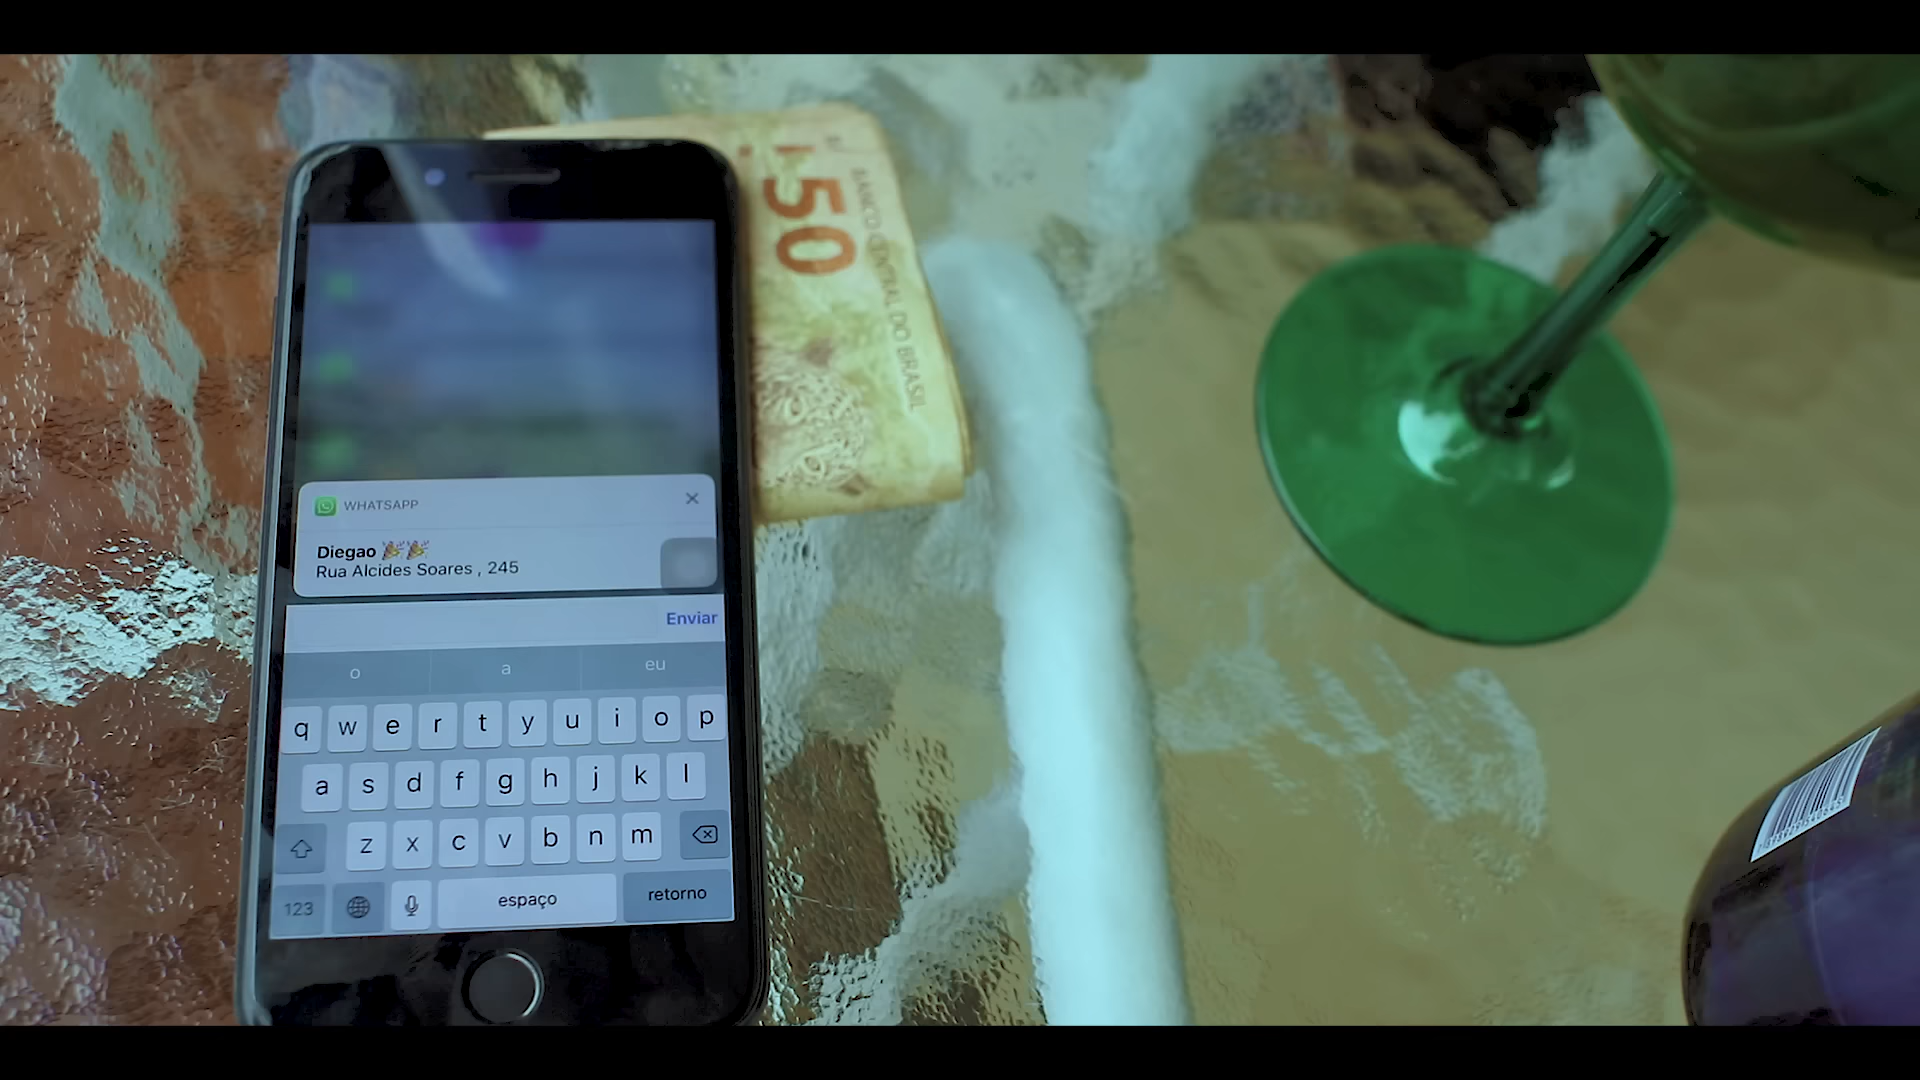 50
BANCO CENTRAL DO BRASIL
WHATSAPP
Diegao 🎉🎉
Rua Alcides Soares , 245
Enviar
o a eu
q w e r t y u i o p
a s d f g h j k l
z x c v b n m
123 espaço retorno